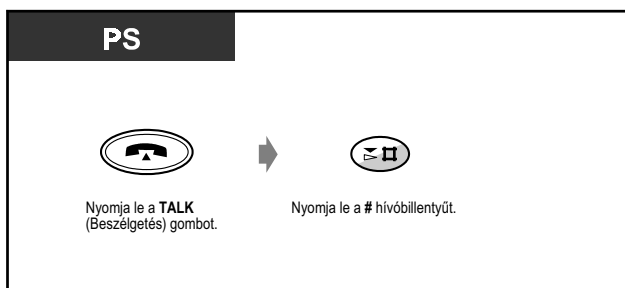 PS
Nyomja le a TALK
(Beszélgetés) gombot.
Nyomja le a # hívóbillentyűt.